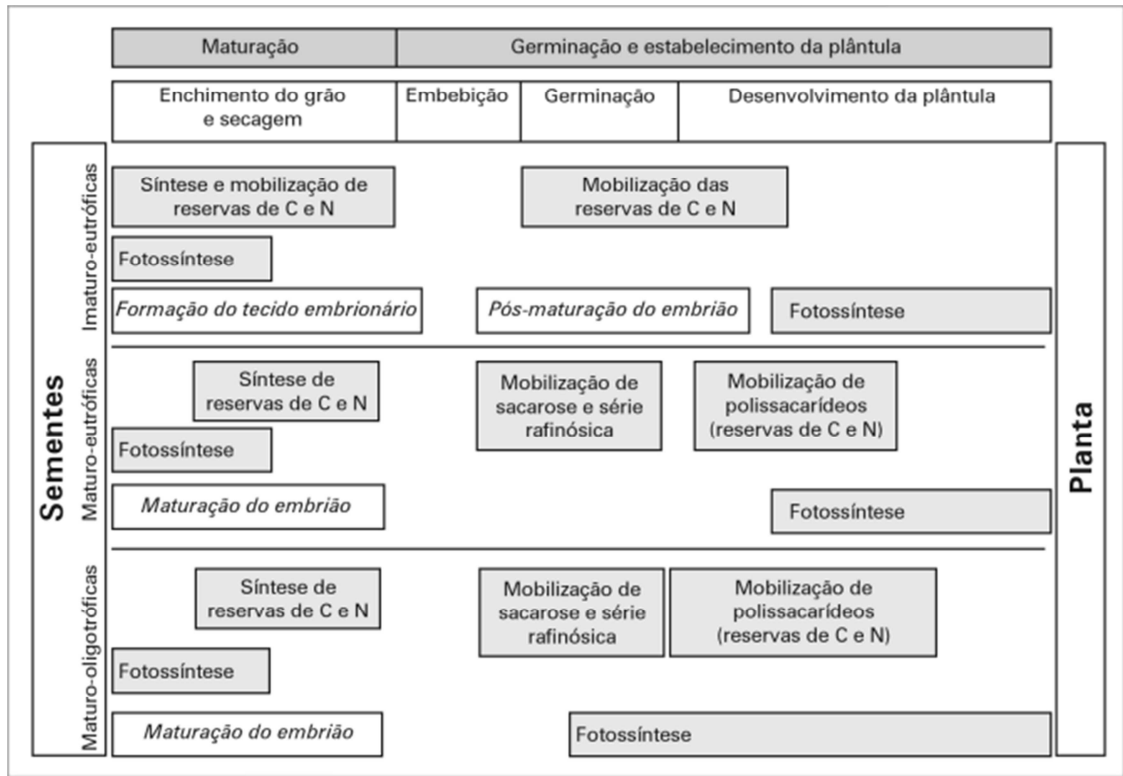 Maturação
Germinação e estabelecimento da plântula
Enchimento do grão
e secagem
Embebição
Germinação
Desenvolvimento da plântula
Sementes
Planta
Imaturo-eutróficas
Síntese e mobilização de
reservas de C e N
Mobilização das
reservas de C e N
Fotossíntese
Formação do tecido embrionário
Pós-maturação do embrião
Fotossíntese
Maturo-eutróficas
Síntese de
reservas de C e N
Mobilização de
sacarose e série
rafinósica
Mobilização de
polissacarídeos
(reservas de C e N)
Fotossíntese
Maturação do embrião
Fotossíntese
Maturo-oligotróficas
Síntese de
reservas de C e N
Mobilização de
sacarose e série
rafinósica
Mobilização de
polissacarídeos
(reservas de C e N)
Fotossíntese
Maturação do embrião
Fotossíntese